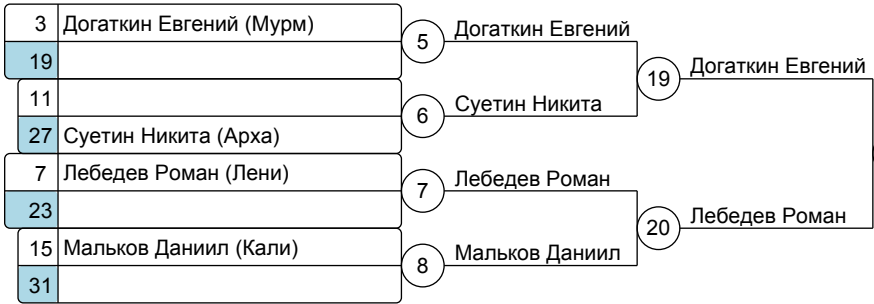 3 Догаткин Евгений (Мурм)
19
11
27 Суетин Никита (Арха)
7 Лебедев Роман (Лени)
23
15 Мальков Даниил (Кали)
31
5 Догаткин Евгений
6 Суетин Никита
7 Лебедев Роман
8 Мальков Даниил
19 Догаткин Евгений
20 Лебедев Роман